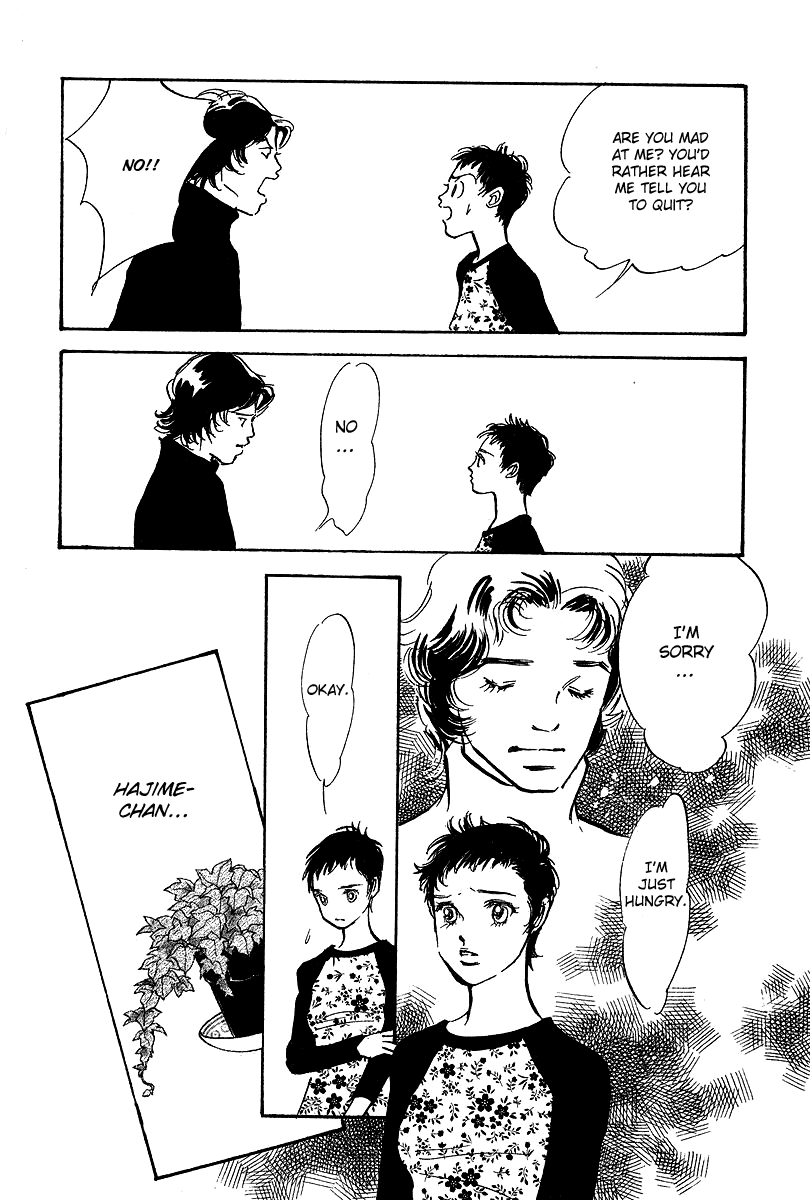 ARE YOU MAD
AT ME? YOU'D
RATHER HEAR
ME TELL YOU
TO QUIT?
NO!!
NO
...
I'M
SORRY
...
I'M
JUST
HUNGRY.
OKAY.
HAJIME-
CHAN...